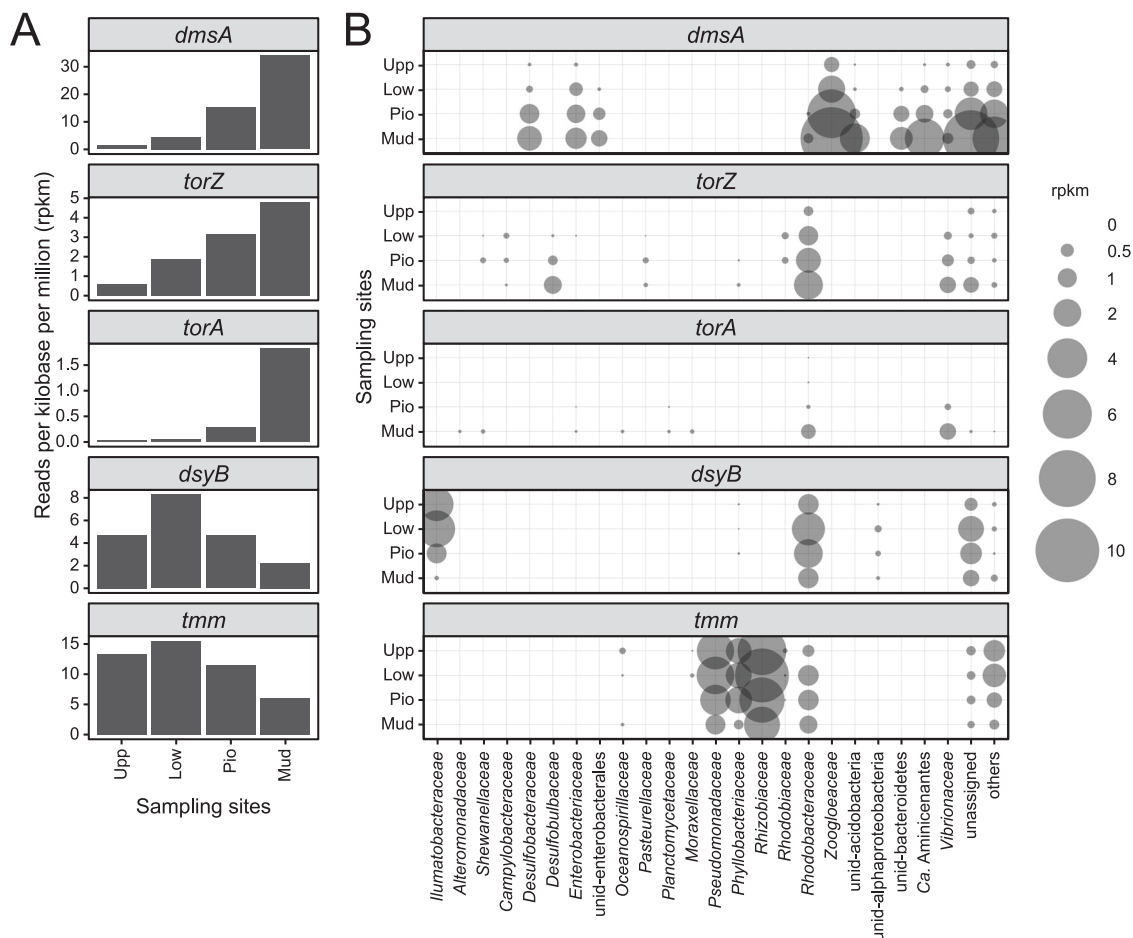 A
dmsA
30
20
10
0
torZ
5
4
3
2
1
0
torA
1.5
1.0
0.5
0.0
dsyB
8
6
4
2
0
tmm
15
10
5
0
Reads per kilobase per million (rpkm)
Upp
Low
Pio
Mud
Sampling sites
B
dmsA
Upp
Low
Pio
Mud
torZ
Upp
Low
Pio
Mud
torA
Upp
Low
Pio
Mud
dsyB
Upp
Low
Pio
Mud
tmm
Upp
Low
Pio
Mud
Sampling sites
Ilumatobacteraceae
Alteromonadaceae
Shewanellaceae
Campylobacteraceae
Desulfobacteraceae
Desulfobulbaceae
Enterobacteriaceae
unid-enterobacterales
Oceanospirillaceae
Pasteurellaceae
Planctomycetaceae
Moraxellaceae
Pseudomonadaceae
Phyllobacteriaceae
Rhizobiaceae
Rhodobiaceae
Rhodobacteraceae
Zoogloeaceae
unid-acidobacteria
unid-alphaproteobacteria
unid-bacteroidetes
Ca. Aminicenantes
Vibrionaceae
unassigned
others
rpkm
0
0.5
1
2
4
6
8
10